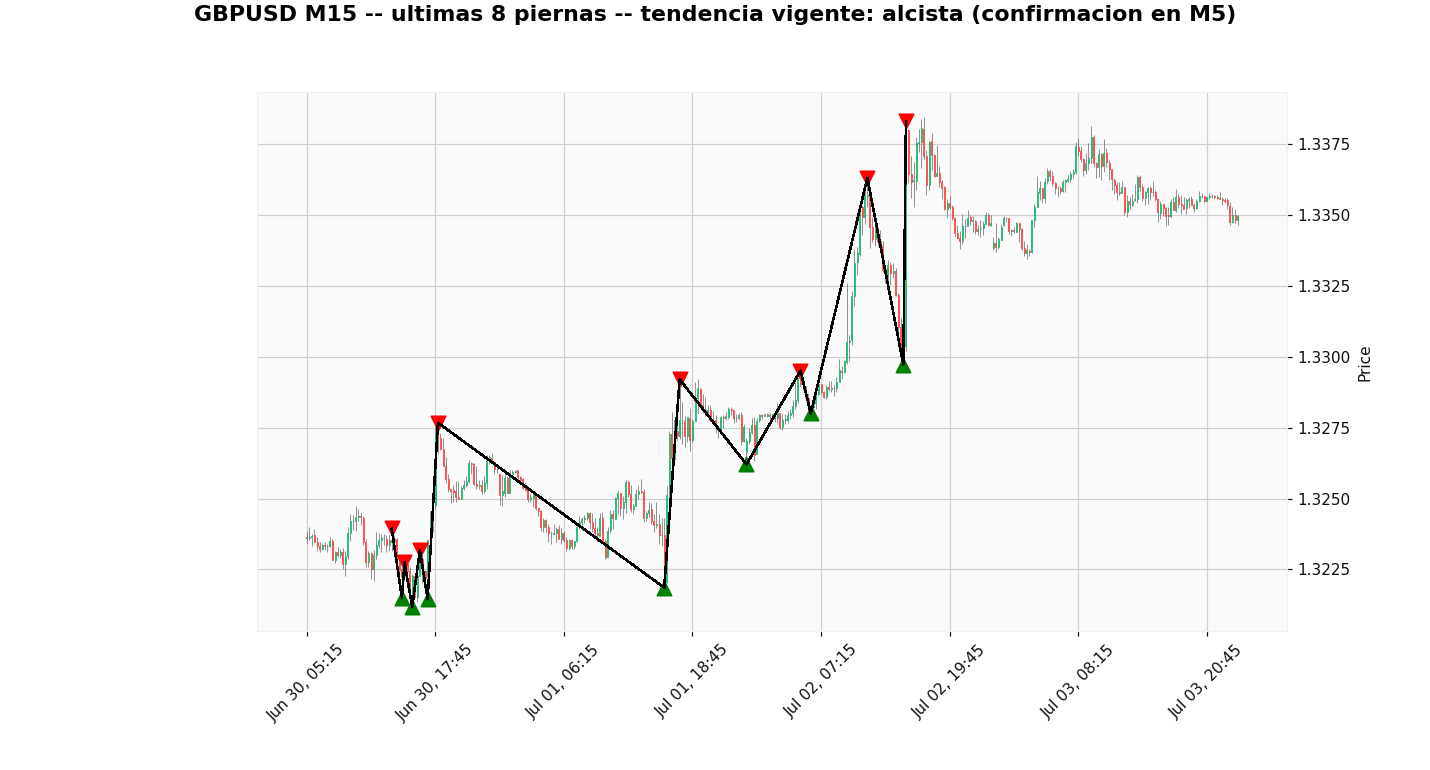 GBPUSD M15 -- ultimas 8 piernas -- tendencia vigente: alcista (confirmacion en M5)
1.3375
1.3350
1.3325
1.3300
1.3275
1.3250
1.3225
Price
Jun 30, 05:15
Jun 30, 17:45
Jul 01, 06:15
Jul 01, 18:45
Jul 02, 07:15
Jul 02, 19:45
Jul 03, 08:15
Jul 03, 20:45